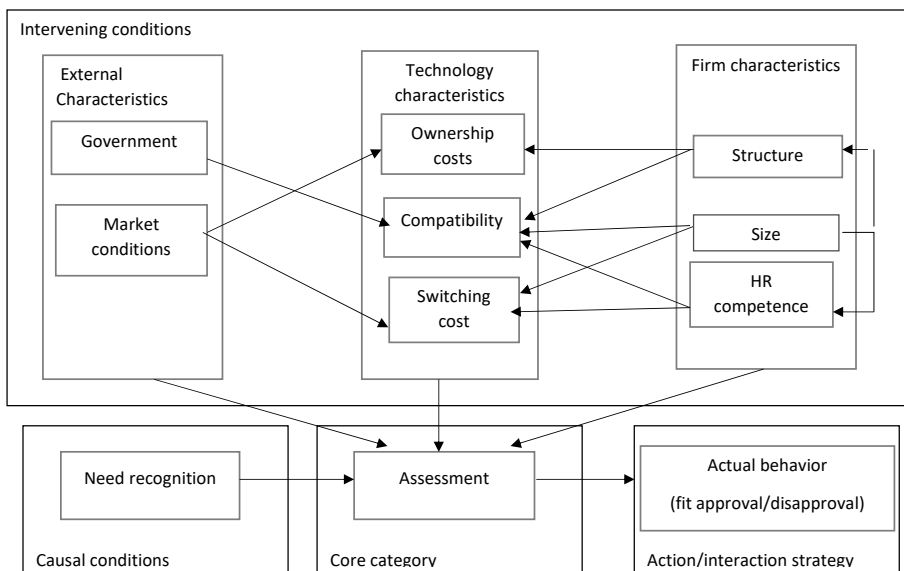 Intervening conditions
External
Characteristics
Government
Market
conditions
Technology
characteristics
Ownership
costs
Compatibility
Switching
cost
Firm characteristics
Structure
Size
HR
competence
Need recognition
Causal conditions
Assessment
Core category
Actual behavior
(fit approval/disapproval)
Action/interaction strategy